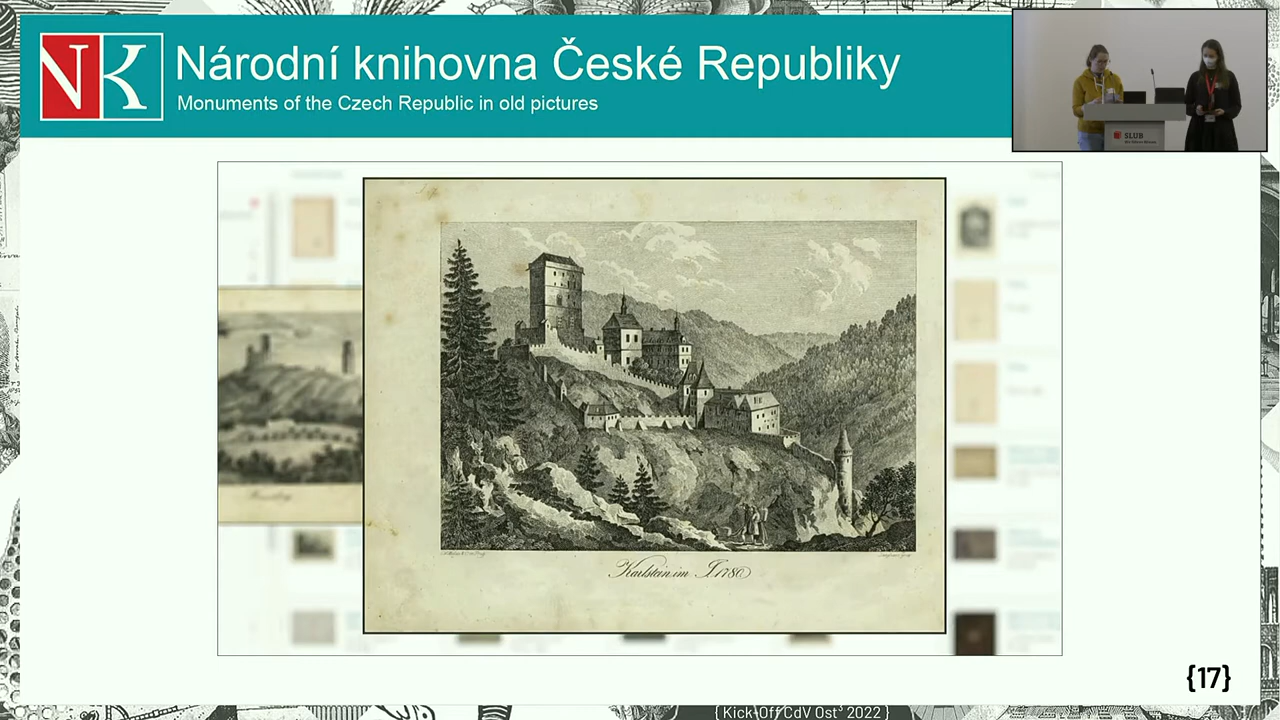 NK
Národní knihovna České Republiky
Monuments of the Czech Republic in old pictures
SLUB
Karlstein im J. 1780
{17}
{ Kick-Off CdV Ost³ 2022 }